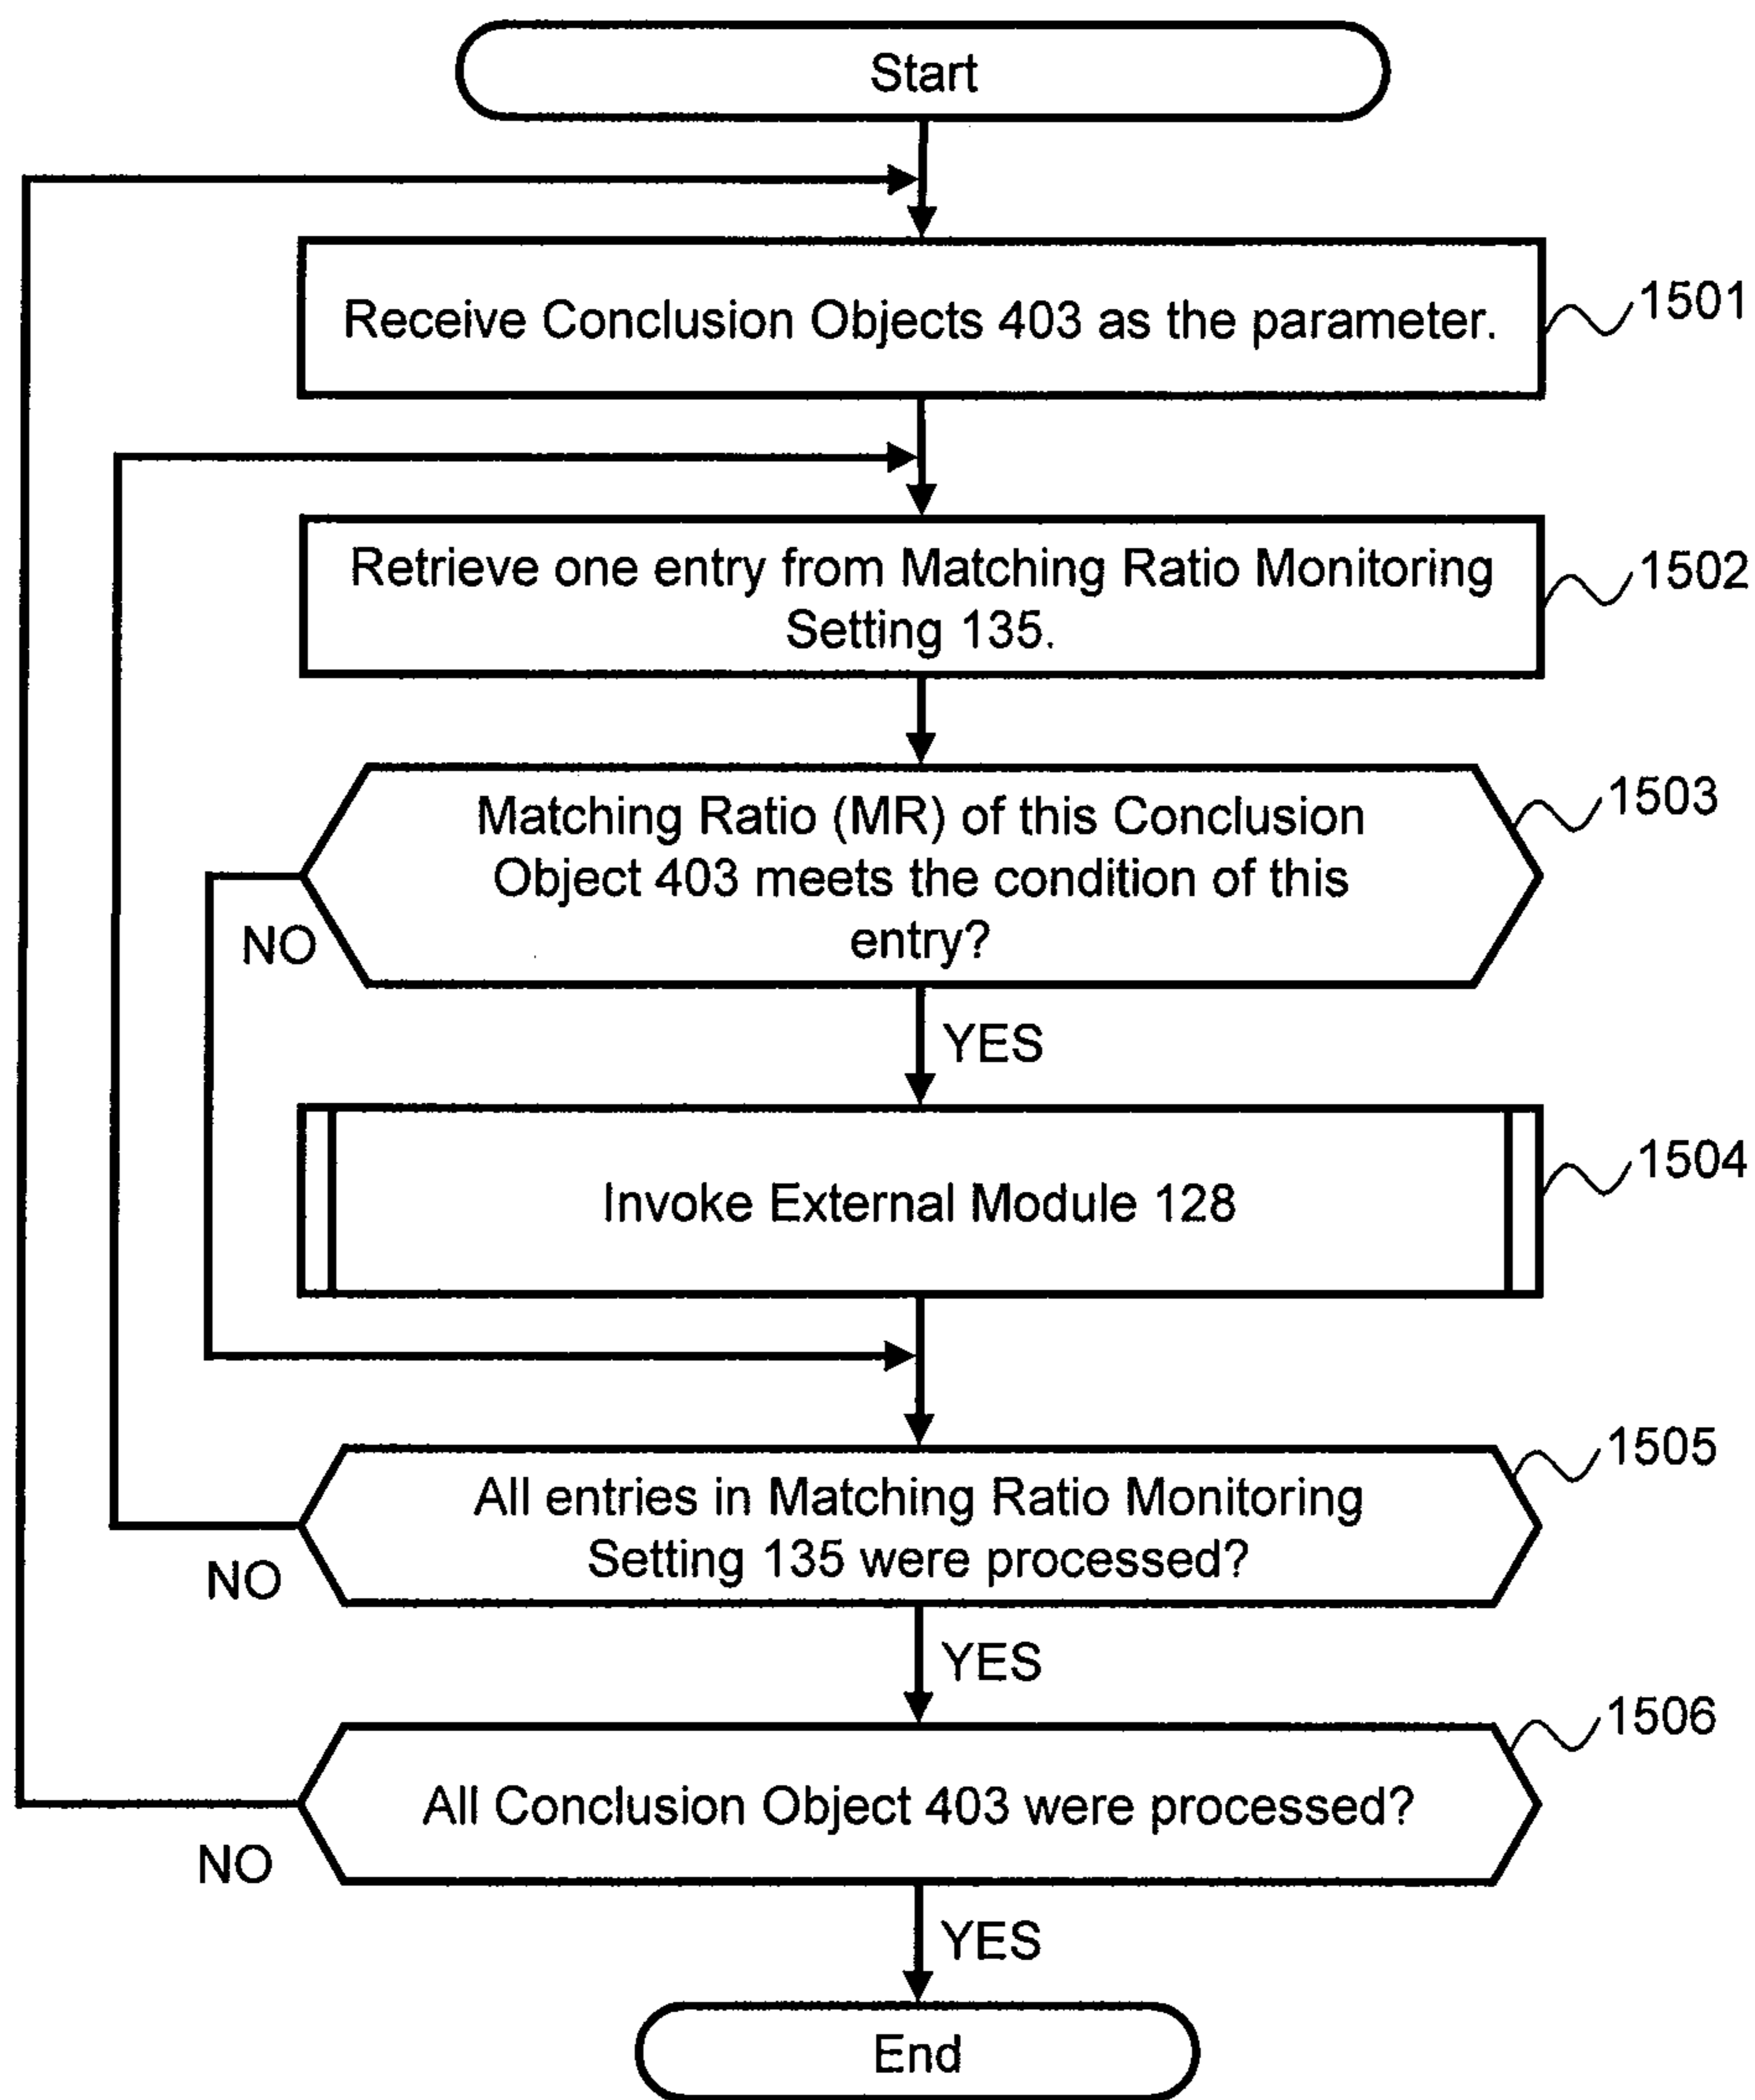 Start
Receive Conclusion Objects 403 as the parameter.
1501
Retrieve one entry from Matching Ratio Monitoring
Setting 135.
1502
Matching Ratio (MR) of this Conclusion
Object 403 meets the condition of this
entry?
1503
NO
YES
Invoke External Module 128
1504
All entries in Matching Ratio Monitoring
Setting 135 were processed?
1505
NO
YES
All Conclusion Object 403 were processed?
1506
NO
YES
End